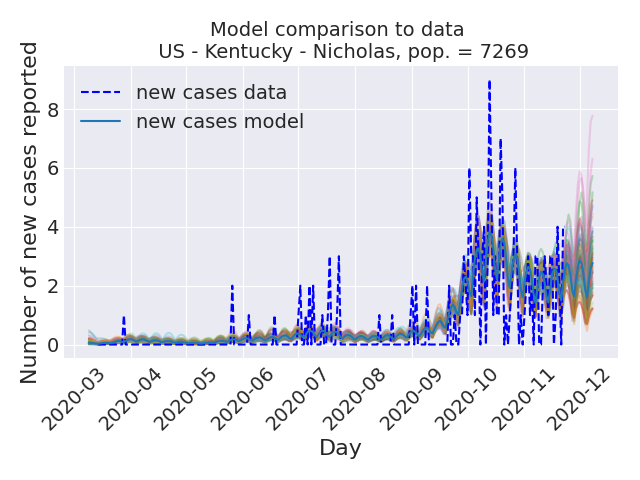 Model comparison to data
US - Kentucky - Nicholas, pop. = 7269
new cases data
new cases model
Number of new cases reported
8
6
4
2
0
2020-03
2020-04
2020-05
2020-06
2020-07
2020-08
2020-09
2020-10
2020-11
2020-12
Day